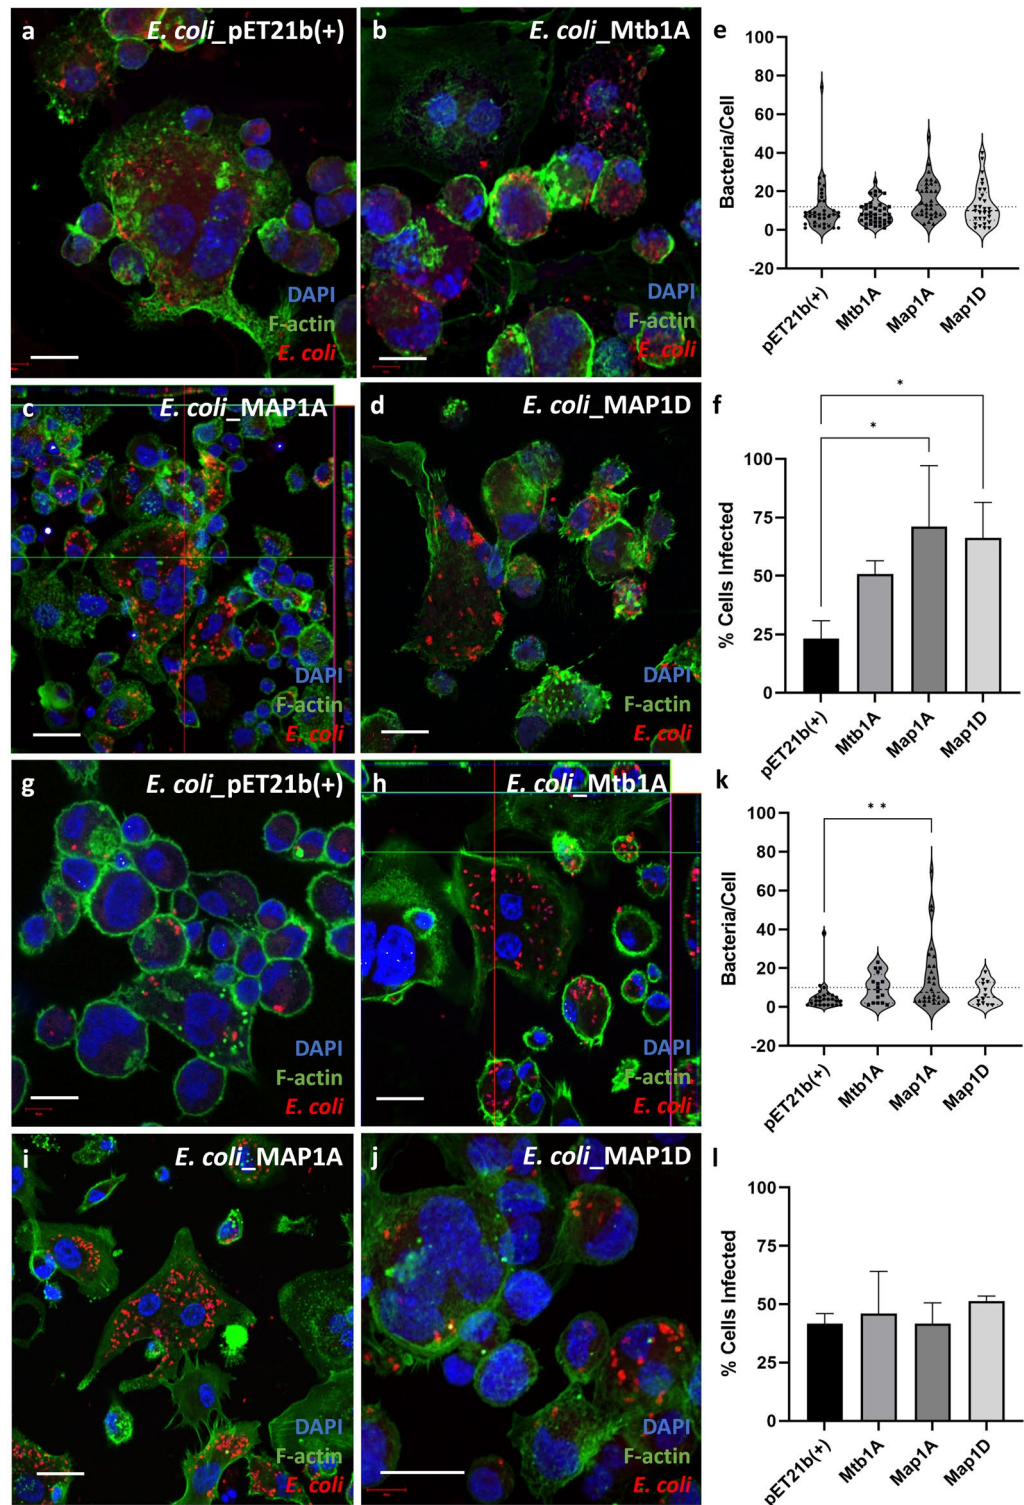 a
E. coli_pET21b(+)
DAPI
F-actin
E. coli
b
E. coli_Mtb1A
DAPI
F-actin
E. coli
e
Bacteria/Cell
100
80
60
40
20
0
-20
pET21b(+)
Mtb1A
Map1A
Map1D
c
E. coli_MAP1A
DAPI
F-actin
E. coli
d
E. coli_MAP1D
DAPI
F-actin
E. coli
f
*
*
% Cells Infected
100
75
50
25
0
pET21b(+)
Mtb1A
Map1A
Map1D
g
E. coli_pET21b(+)
DAPI
F-actin
E. coli
h
E. coli_Mtb1A
DAPI
F-actin
E. coli
k
* *
Bacteria/Cell
100
80
60
40
20
0
-20
pET21b(+)
Mtb1A
Map1A
Map1D
i
E. coli_MAP1A
DAPI
F-actin
E. coli
j
E. coli_MAP1D
DAPI
F-actin
E. coli
l
% Cells Infected
100
75
50
25
0
pET21b(+)
Mtb1A
Map1A
Map1D